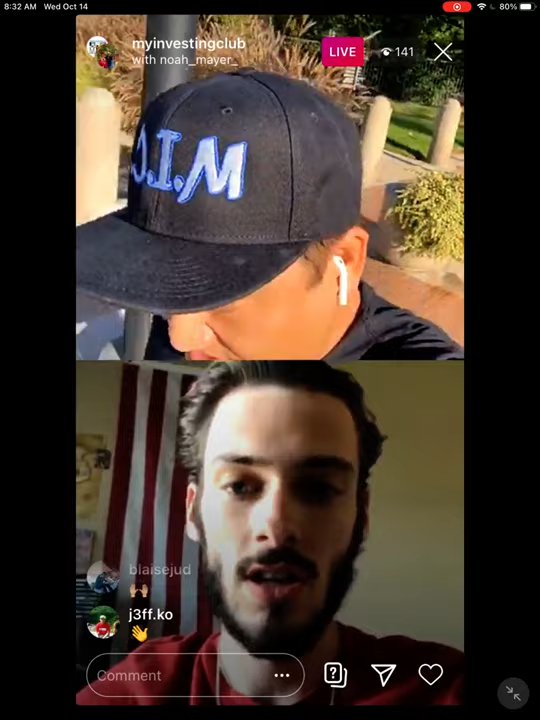 8:32 AM Wed Oct 14
80%
myinvestingclub
with noah_mayer_
LIVE
141
M.I.C
blaisejud
j3ff.ko
Comment